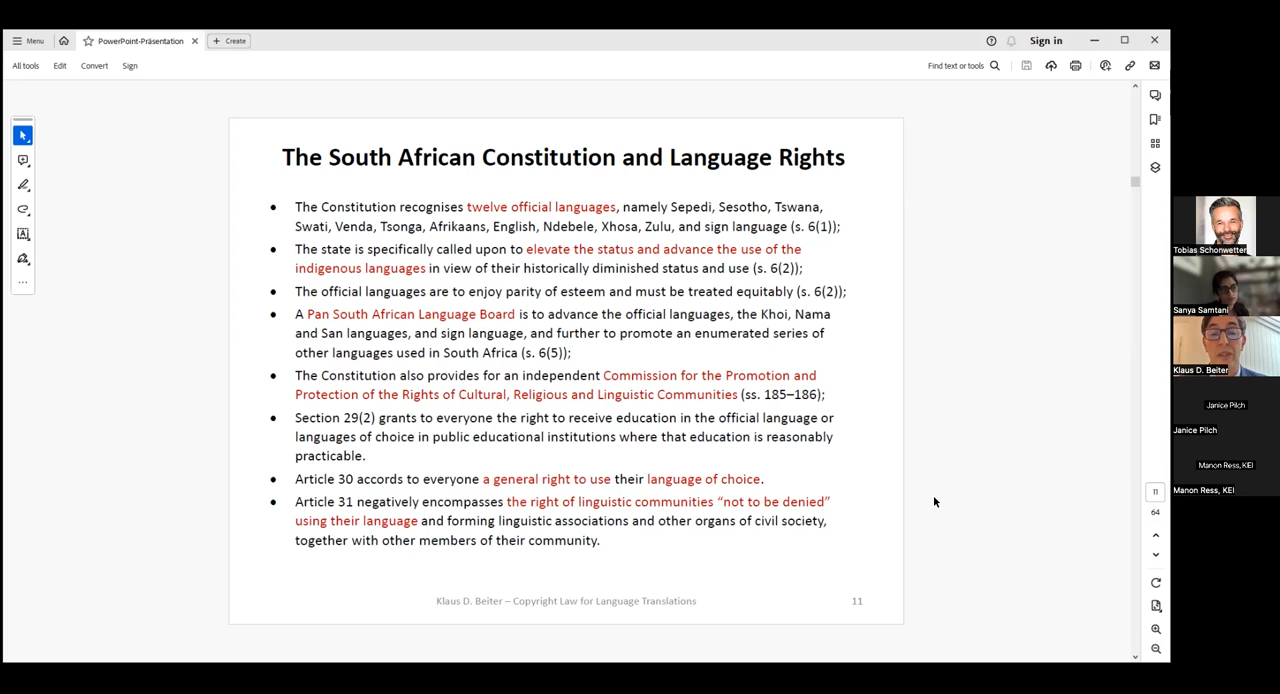 Menu
PowerPoint-Präsentation
Create
Sign in
All tools
Edit
Convert
Sign
Find text or tools
The South African Constitution and Language Rights
• The Constitution recognises twelve official languages, namely Sepedi, Sesotho, Tswana,
Swati, Venda, Tsonga, Afrikaans, English, Ndebele, Xhosa, Zulu, and sign language (s. 6(1));
• The state is specifically called upon to elevate the status and advance the use of the
indigenous languages in view of their historically diminished status and use (s. 6(2));
• The official languages are to enjoy parity of esteem and must be treated equitably (s. 6(2));
• A Pan South African Language Board is to advance the official languages, the Khoi, Nama
and San languages, and sign language, and further to promote an enumerated series of
other languages used in South Africa (s. 6(5));
• The Constitution also provides for an independent Commission for the Promotion and
Protection of the Rights of Cultural, Religious and Linguistic Communities (ss. 185–186);
• Section 29(2) grants to everyone the right to receive education in the official language or
languages of choice in public educational institutions where that education is reasonably
practicable.
• Article 30 accords to everyone a general right to use their language of choice.
• Article 31 negatively encompasses the right of linguistic communities “not to be denied”
using their language and forming linguistic associations and other organs of civil society,
together with other members of their community.
Klaus D. Beiter – Copyright Law for Language Translations
11
11
64
Tobias Schonwetter
Sanya Samtani
Klaus D. Beiter
Janice Pilch
Janice Pilch
Manon Ress, KEI
Manon Ress, KEI